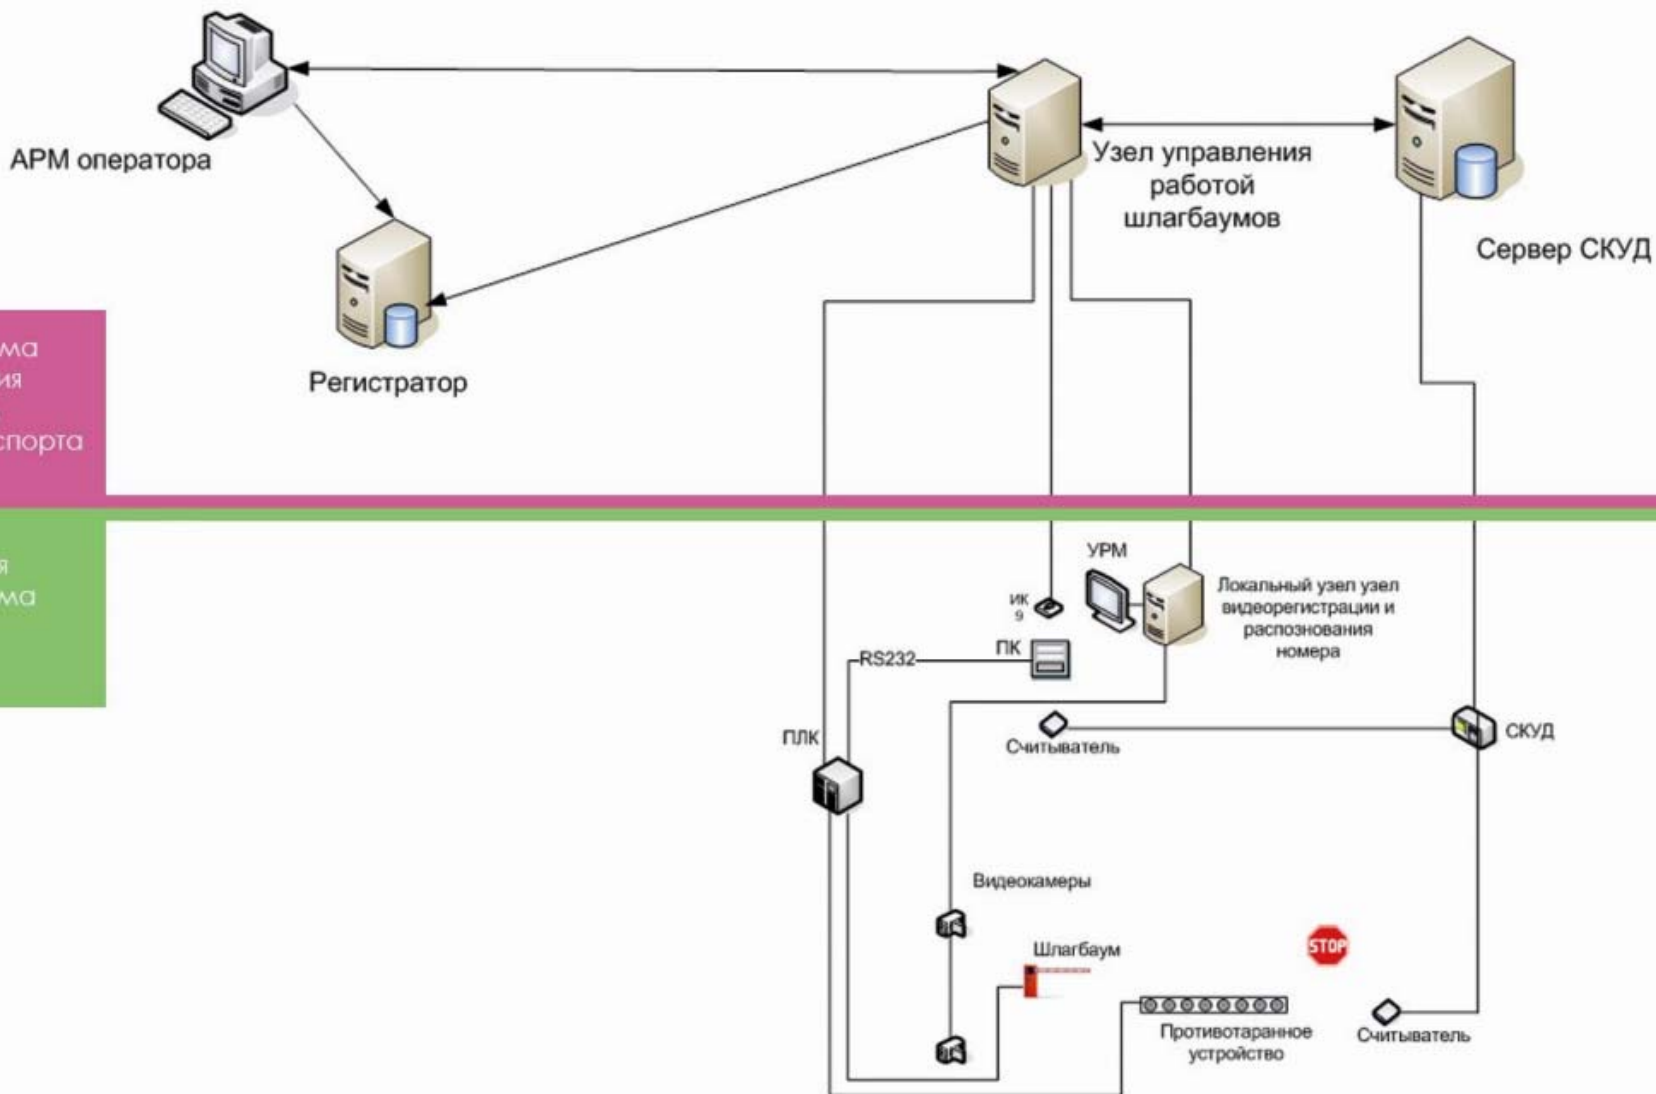 АРМ оператора
Узел управления
работой
шлагбаумов
Сервер СКУД
Регистратор
ма
ия
спорта
я
ма
УРМ
Локальный узел узел
видеорегистрации и
распознования
номера
ИК
9
ПК
RS232
Считыватель
СКУД
ПЛК
Видеокамеры
Шлагбаум
STOP
Противотаранное
устройство
Считыватель